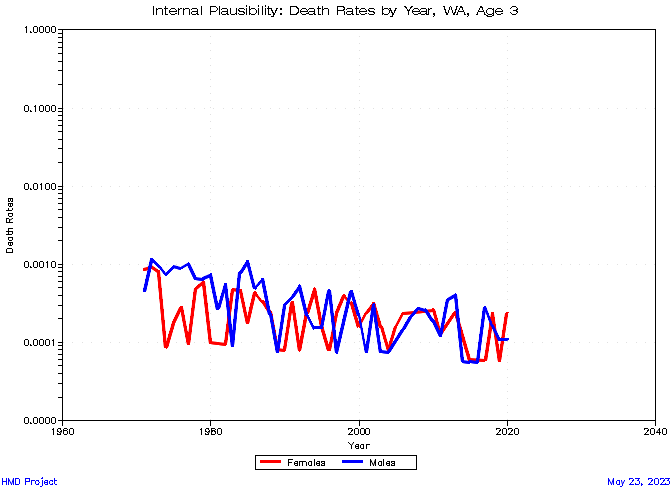 Internal Plausibility: Death Rates by Year, WA, Age 3
1.0000
0.1000
0.0100
0.0010
0.0001
0.0000
Death Rates
1960 1980 2000 2020 2040
Year
Females Males
HMD Project May 23, 2023